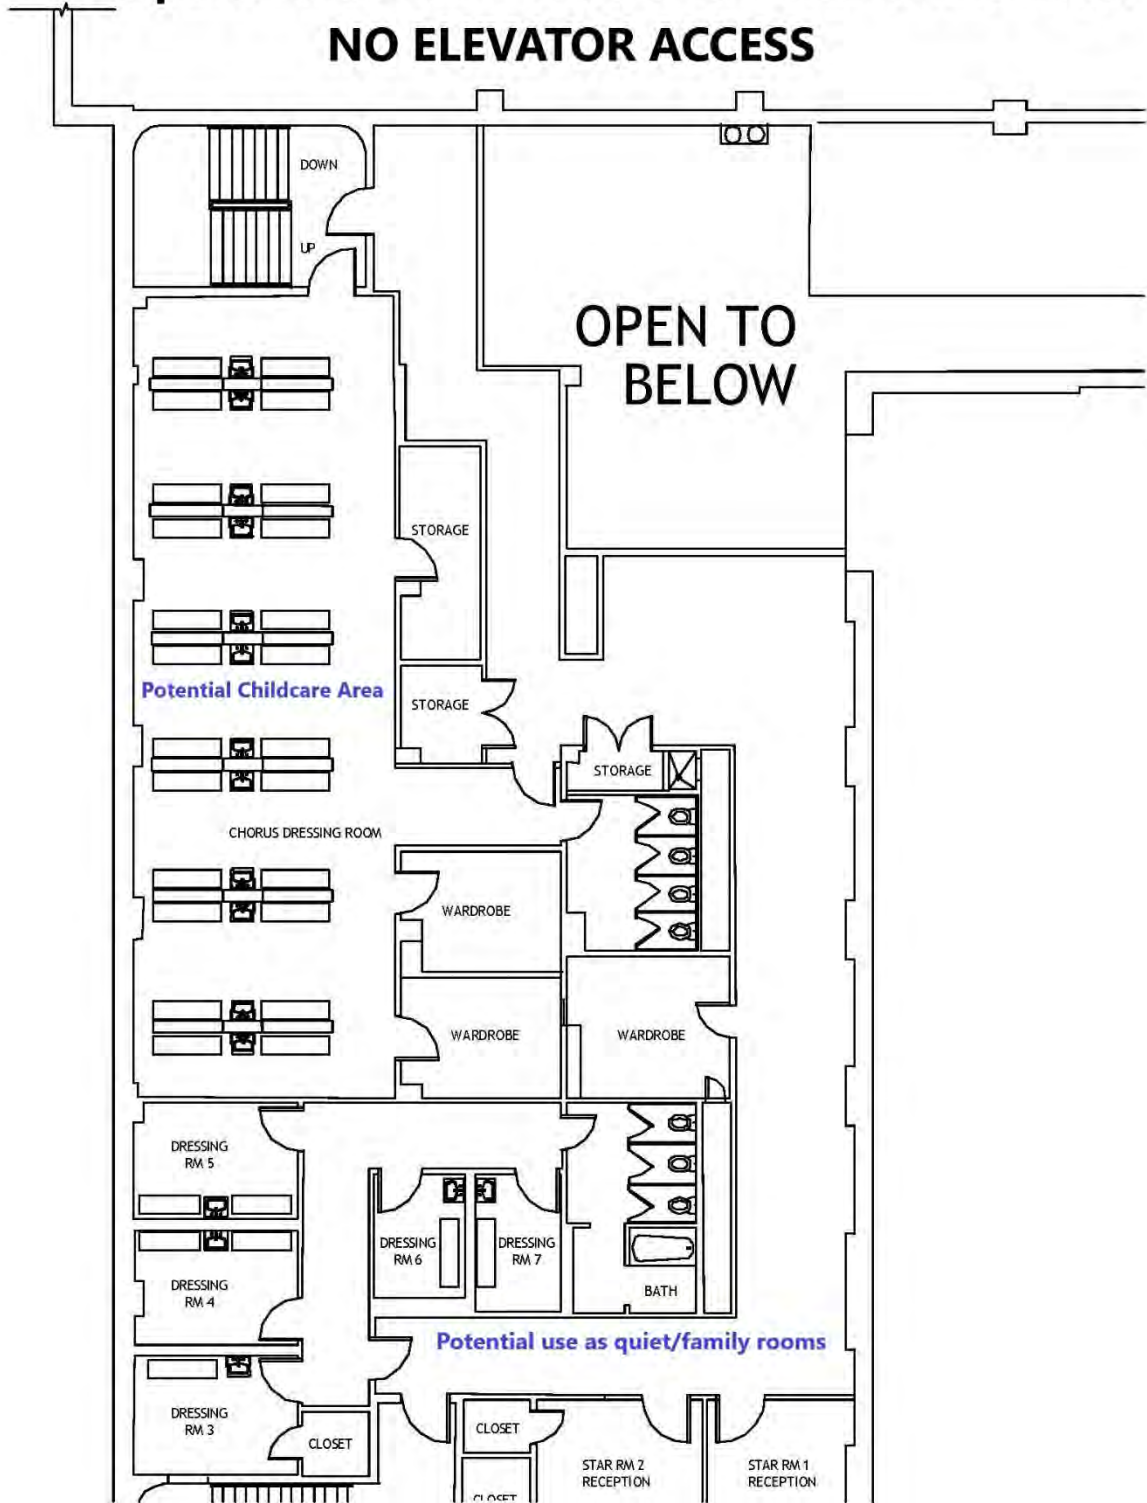 NO ELEVATOR ACCESS
DOWN
UP
OPEN TO
BELOW
STORAGE
Potential Childcare Area
STORAGE
STORAGE
CHORUS DRESSING ROOM
WARDROBE
WARDROBE
WARDROBE
DRESSING
RM 5
DRESSING
RM 6
DRESSING
RM 7
DRESSING
RM 4
BATH
Potential use as quiet/family rooms
DRESSING
RM 3
CLOSET
CLOSET
STAR RM 2
RECEPTION
STAR RM 1
RECEPTION
CLOSET